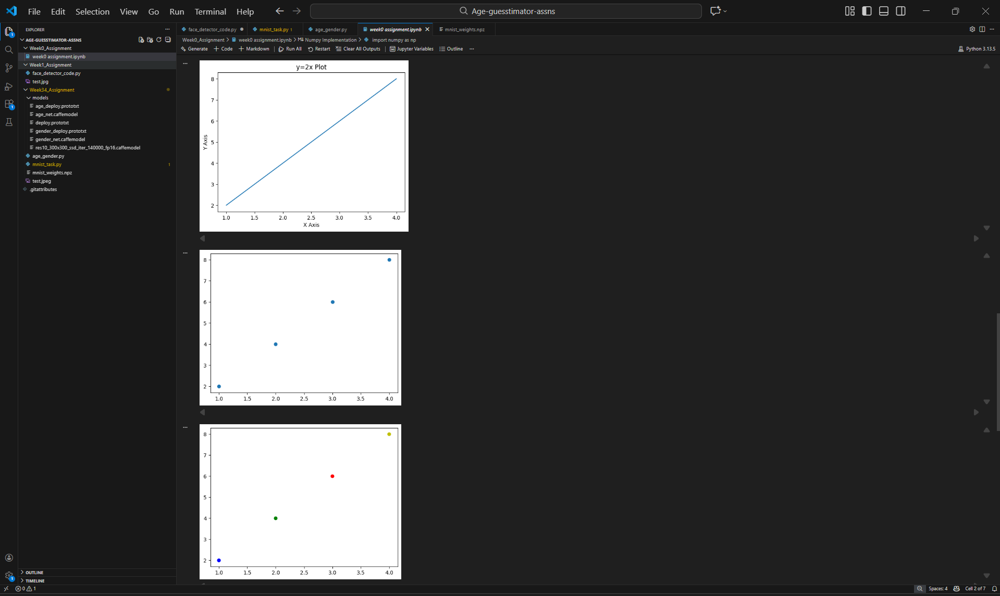 File Edit Selection View Go Run Terminal Help
Age-guesstimator-assns
EXPLORER
AGE-GUESSTIMATOR-ASSNS
Week0_Assignment
week0 assignment.ipynb
Week1_Assignment
face_detector_code.py
test.jpg
Week34_Assignment
models
age_deploy.prototxt
age_net.caffemodel
deploy.prototxt
gender_deploy.prototxt
gender_net.caffemodel
res10_300x300_ssd_iter_140000_fp16.caffemodel
age_gender.py
mnist_task.py 1
mnist_weights.npz
test.jpeg
.gitattributes
OUTLINE
TIMELINE
face_detector_code.py mnist_task.py 1 age_gender.py week0 assignment.ipynb mnist_weights.npz
Week0_Assignment > week0 assignment.ipynb > M↓ Numpy Implementation > import numpy as np
Generate + Code + Markdown Run All Restart Clear All Outputs Jupyter Variables Outline ... Python 3.13.5
y=2x Plot
8
7
6
5
4
3
2
Y Axis
1.0 1.5 2.0 2.5 3.0 3.5 4.0
X Axis
8
7
6
5
4
3
2
1.0 1.5 2.0 2.5 3.0 3.5 4.0
8
7
6
5
4
3
2
1.0 1.5 2.0 2.5 3.0 3.5 4.0
1
1
1
0 1 Spaces: 4 Cell 2 of 7